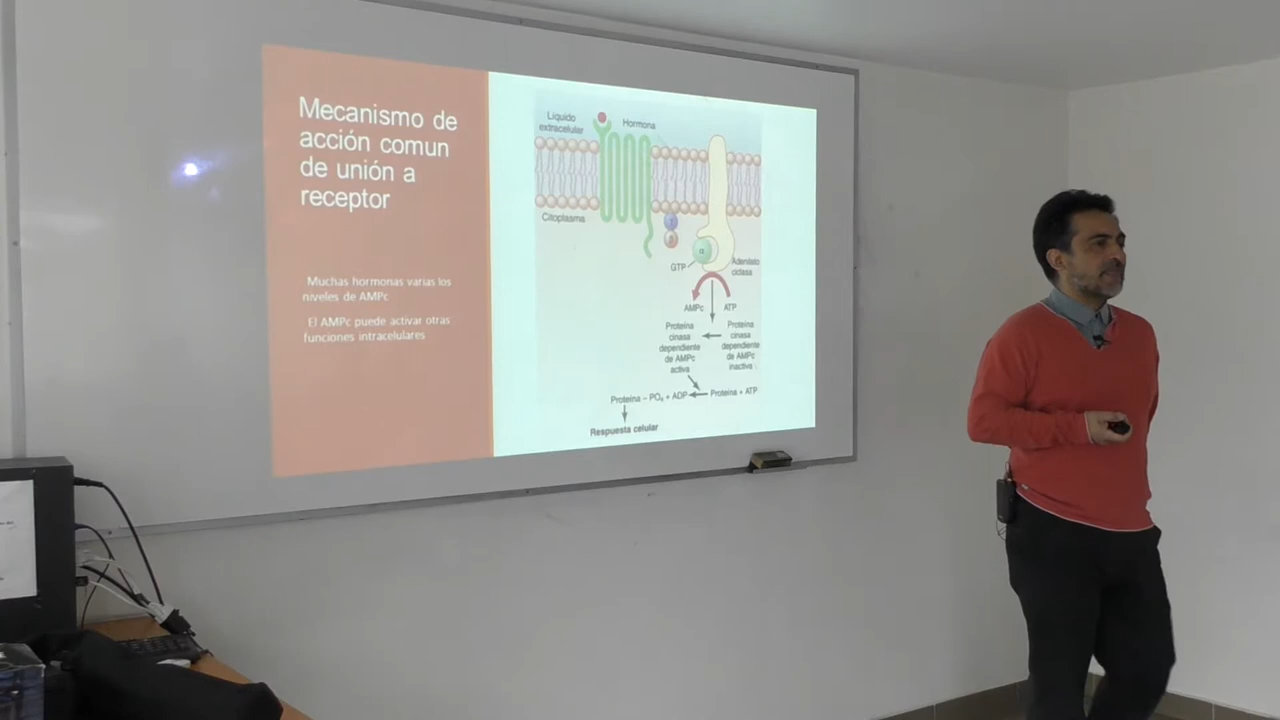 Mecanismo de
acción comun
de unión a
receptor
Muchas hormonas varias los
niveles de AMPc
El AMPc puede activar otras
funciones intracelulares
Líquido
extracelular
Hormona
Citoplasma
α
GTP
Adenilato
ciclasa
AMPc
ATP
Proteína
cinasa
dependiente
de AMPc
activa
Proteína
cinasa
dependiente
de AMPc
inactiva
Proteína – PO₄ + ADP
Proteína + ATP
Respuesta celular